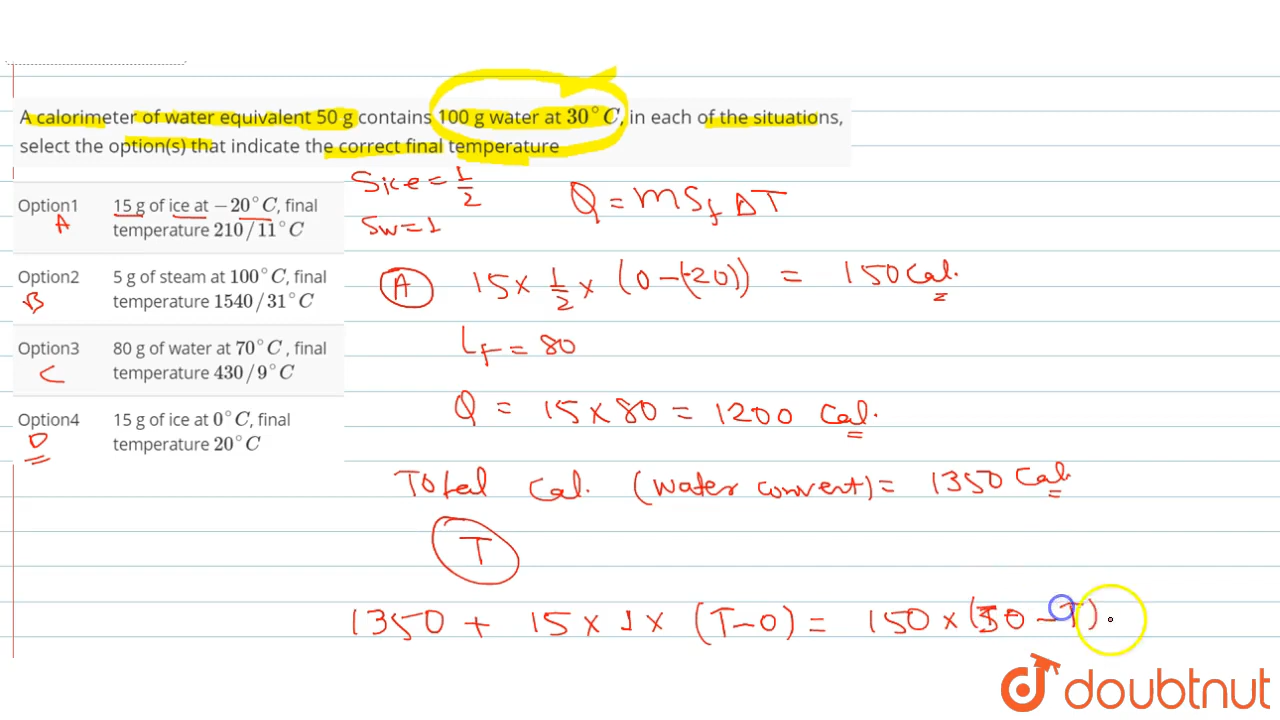 A calorimeter of water equivalent 50 g contains 100 g water at 30°C, in each of the situations,
select the option(s) that indicate the correct final temperature
Option1 15 g of ice at −20°C, final
temperature 210/11°C
A
Option2 5 g of steam at 100°C, final
temperature 1540/31°C
B
Option3 80 g of water at 70°C , final
temperature 430/9°C
C
Option4 15 g of ice at 0°C, final
temperature 20°C
D
Sice = 1/2
Sw = 1
Q = MSf ΔT
A 15 × 1/2 × (0-(-20)) = 150 Cal.
Lf = 80
Q = 15 × 80 = 1200 Cal.
Total Cal. (water convert) = 1350 Cal.
T
1350 + 15 × 1 × (T-0) = 150 × (30-T)
doubtnut